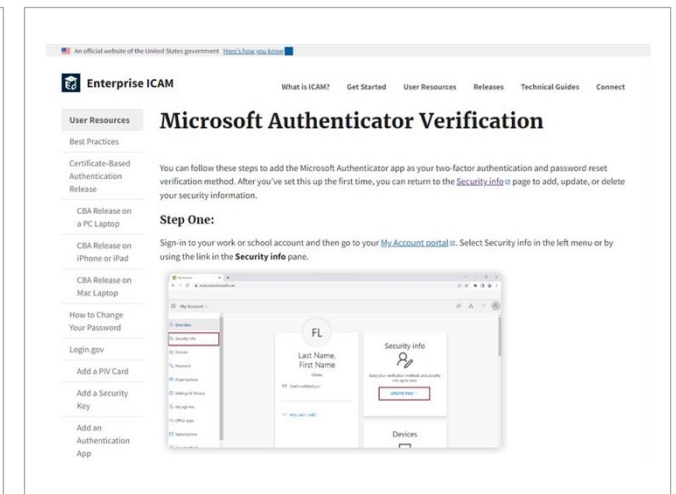 An official website of the United States government Here's how you know
Enterprise ICAM
What is ICAM? Get Started User Resources Releases Technical Guides Connect
User Resources
Best Practices
Certificate-Based
Authentication
Release
CBA Release on
a PC Laptop
CBA Release on
iPhone or iPad
CBA Release on
Mac Laptop
How to Change
Your Password
Login.gov
Add a PIV Card
Add a Security
Key
Add an
Authentication
App
Microsoft Authenticator Verification
You can follow these steps to add the Microsoft Authenticator app as your two-factor authentication and password reset
verification method. After you've set this up the first time, you can return to the Security info page to add, update, or delete
your security information.
Step One:
Sign-in to your work or school account and then go to your My Account portal. Select Security info in the left menu or by
using the link in the Security info pane.
My Account
Overview
Security info
Devices
Password
Organizations
Settings & Privacy
My sign-ins
Office apps
Subscriptions
FL
Last Name,
First Name
Why can't I edit?
Security info
Keep your verification methods and security
info up to date.
UPDATE INFO
Devices